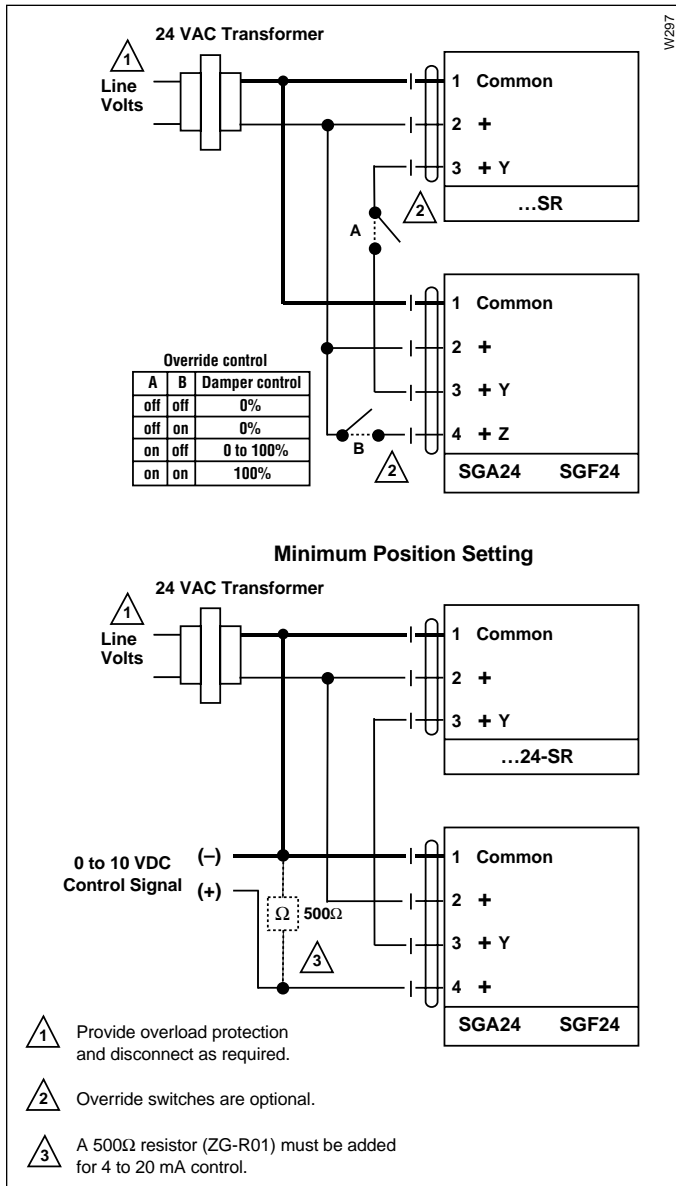 W297
24 VAC Transformer
1
Line
Volts
1 Common
2 +
3 + Y
…SR
2
A
1 Common
2 +
3 + Y
4 + Z
SGA24 SGF24
B
2
Override control
A B Damper control
off off 0%
off on 0%
on off 0 to 100%
on on 100%
Minimum Position Setting
24 VAC Transformer
1
Line
Volts
1 Common
2 +
3 + Y
…24-SR
0 to 10 VDC
Control Signal
(–)
(+)
Ω 500Ω
3
1 Common
2 +
3 + Y
4 +
SGA24 SGF24
1 Provide overload protection
and disconnect as required.
2 Override switches are optional.
3 A 500Ω resistor (ZG-R01) must be added
for 4 to 20 mA control.